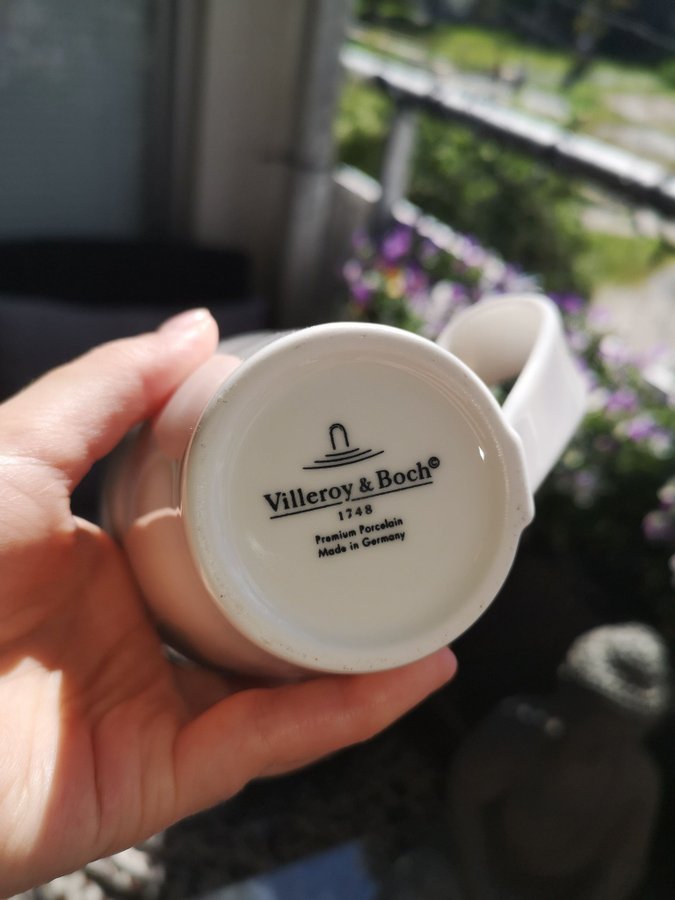 Villeroy & Boch©
1748
Premium Porcelain
Made in Germany